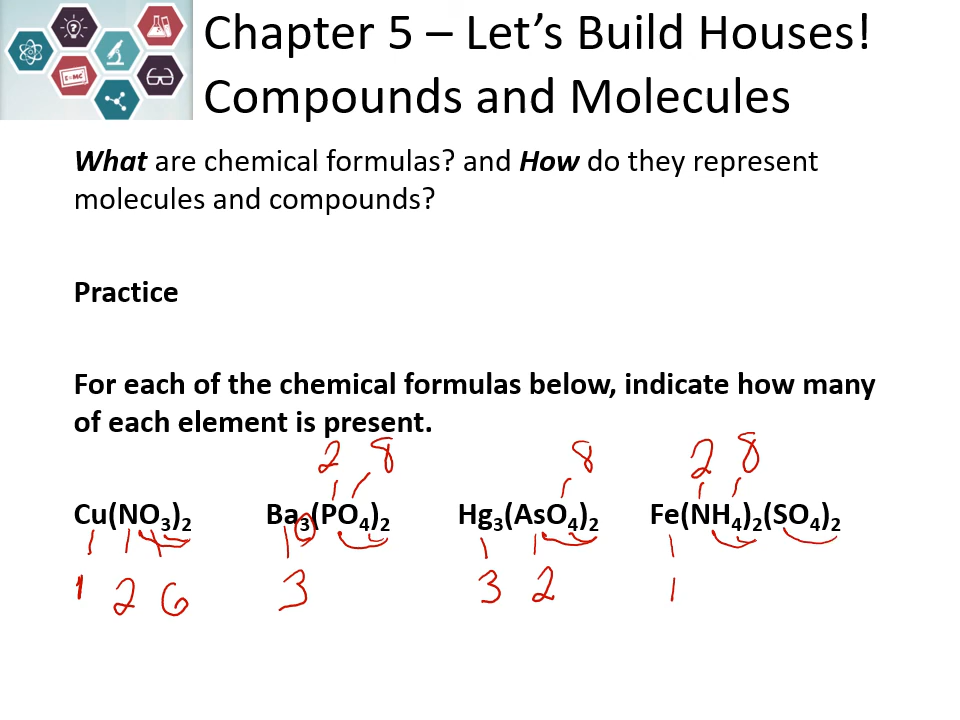 Chapter 5 – Let's Build Houses!
Compounds and Molecules
E=MC²
What are chemical formulas? and How do they represent
molecules and compounds?
Practice
For each of the chemical formulas below, indicate how many
of each element is present.
2 8 8 2 8
Cu(NO₃)₂ Ba₃(PO₄)₂ Hg₃(AsO₄)₂ Fe(NH₄)₂(SO₄)₂
1 2 6 3 3 2 1